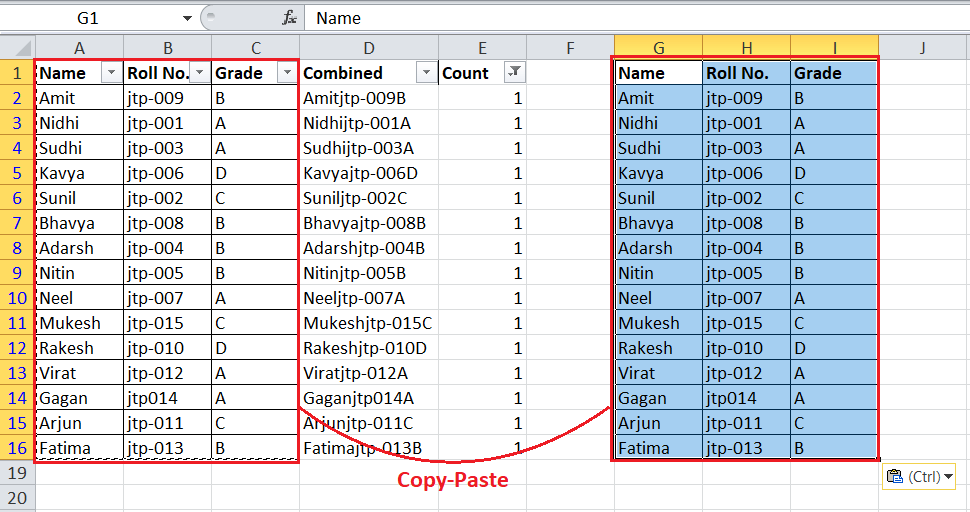 G1 fx Name
A B C D E F G H I J
1 Name Roll No. Grade Combined Count Name Roll No. Grade
2 Amit jtp-009 B Amitjtp-009B 1 Amit jtp-009 B
3 Nidhi jtp-001 A Nidhijtp-001A 1 Nidhi jtp-001 A
4 Sudhi jtp-003 A Sudhijtp-003A 1 Sudhi jtp-003 A
5 Kavya jtp-006 D Kavyajtp-006D 1 Kavya jtp-006 D
6 Sunil jtp-002 C Suniljtp-002C 1 Sunil jtp-002 C
7 Bhavya jtp-008 B Bhavyajtp-008B 1 Bhavya jtp-008 B
8 Adarsh jtp-004 B Adarshjtp-004B 1 Adarsh jtp-004 B
9 Nitin jtp-005 B Nitinjtp-005B 1 Nitin jtp-005 B
10 Neel jtp-007 A Neeljtp-007A 1 Neel jtp-007 A
11 Mukesh jtp-015 C Mukeshjtp-015C 1 Mukesh jtp-015 C
12 Rakesh jtp-010 D Rakeshjtp-010D 1 Rakesh jtp-010 D
13 Virat jtp-012 A Viratjtp-012A 1 Virat jtp-012 A
14 Gagan jtp014 A Gaganjtp014A 1 Gagan jtp014 A
15 Arjun jtp-011 C Arjunjtp-011C 1 Arjun jtp-011 C
16 Fatima jtp-013 B Fatimajtp-013B 1 Fatima jtp-013 B
19 Copy-Paste (Ctrl)
20